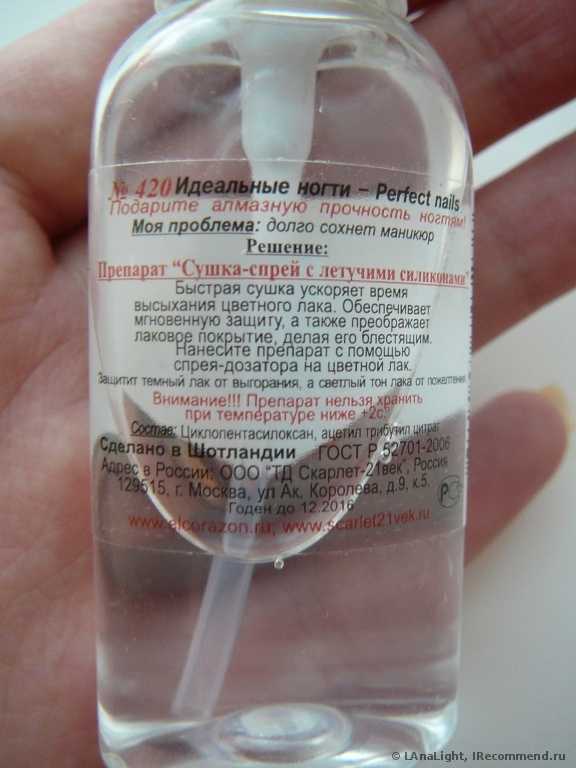 № 420 Идеальные ногти – Perfect nails
Подарите алмазную прочность ногтям!
Моя проблема: долго сохнет маникюр
Решение:
Препарат "Сушка-спрей с летучими силиконами"
Быстрая сушка ускоряет время
высыхания цветного лака. Обеспечивает
мгновенную защиту, а также преображает
лаковое покрытие, делая его блестящим.
Нанесите препарат с помощью
спрея-дозатора на цветной лак.
Защитит темный лак от выгорания, а светлый тон лака от пожелтения.
Внимание!!! Препарат нельзя хранить
при температуре ниже +2с°
Состав: Циклопентасилоксан, ацетил трибутил цитрат
Сделано в Шотландии ГОСТ Р 52701-2006
Адрес в России: ООО "ТД Скарлет-21век", Россия
129515, г. Москва, ул Ак. Королева, д.9, к.5.
Годен до 12.2016
www.elcorazon.ru; www.scarlet21vek.ru
© LAnaLight, IRecommend.ru